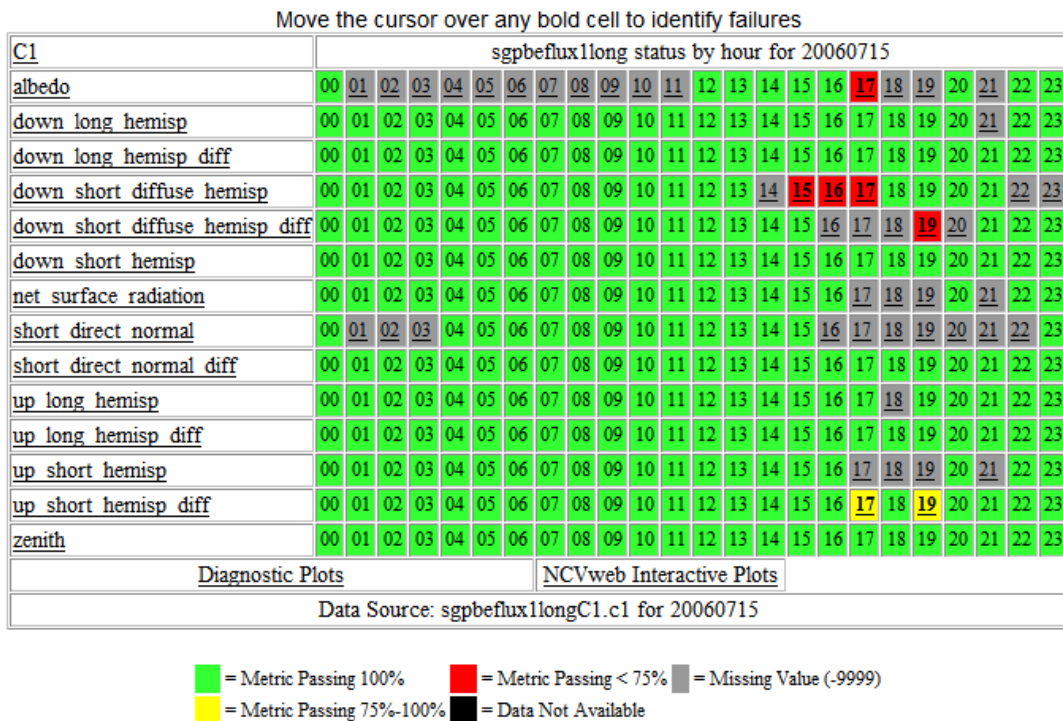 Move the cursor over any bold cell to identify failures
C1 sgpbeflux1long status by hour for 20060715
albedo 00 01 02 03 04 05 06 07 08 09 10 11 12 13 14 15 16 17 18 19 20 21 22 23
down_long_hemisp 00 01 02 03 04 05 06 07 08 09 10 11 12 13 14 15 16 17 18 19 20 21 22 23
down_long_hemisp_diff 00 01 02 03 04 05 06 07 08 09 10 11 12 13 14 15 16 17 18 19 20 21 22 23
down_short_diffuse_hemisp 00 01 02 03 04 05 06 07 08 09 10 11 12 13 14 15 16 17 18 19 20 21 22 23
down_short_diffuse_hemisp_diff 00 01 02 03 04 05 06 07 08 09 10 11 12 13 14 15 16 17 18 19 20 21 22 23
down_short_hemisp 00 01 02 03 04 05 06 07 08 09 10 11 12 13 14 15 16 17 18 19 20 21 22 23
net_surface_radiation 00 01 02 03 04 05 06 07 08 09 10 11 12 13 14 15 16 17 18 19 20 21 22 23
short_direct_normal 00 01 02 03 04 05 06 07 08 09 10 11 12 13 14 15 16 17 18 19 20 21 22 23
short_direct_normal_diff 00 01 02 03 04 05 06 07 08 09 10 11 12 13 14 15 16 17 18 19 20 21 22 23
up_long_hemisp 00 01 02 03 04 05 06 07 08 09 10 11 12 13 14 15 16 17 18 19 20 21 22 23
up_long_hemisp_diff 00 01 02 03 04 05 06 07 08 09 10 11 12 13 14 15 16 17 18 19 20 21 22 23
up_short_hemisp 00 01 02 03 04 05 06 07 08 09 10 11 12 13 14 15 16 17 18 19 20 21 22 23
up_short_hemisp_diff 00 01 02 03 04 05 06 07 08 09 10 11 12 13 14 15 16 17 18 19 20 21 22 23
zenith 00 01 02 03 04 05 06 07 08 09 10 11 12 13 14 15 16 17 18 19 20 21 22 23
Diagnostic Plots NCVweb Interactive Plots
Data Source: sgpbeflux1longC1.c1 for 20060715
= Metric Passing 100% = Metric Passing < 75% = Missing Value (-9999)
= Metric Passing 75%-100% = Data Not Available